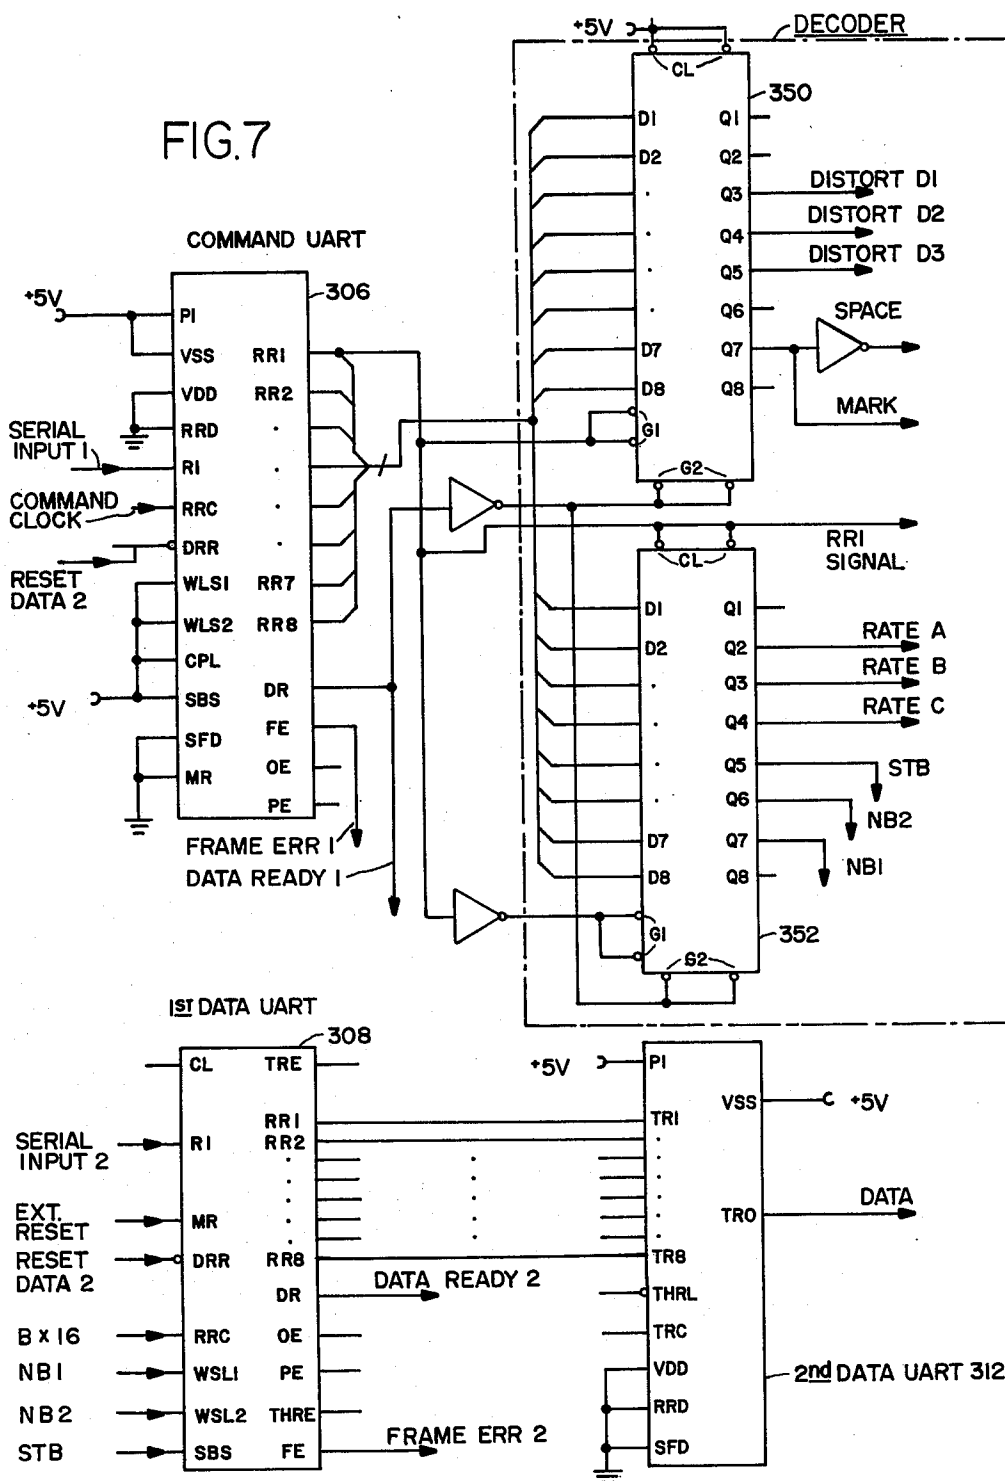 FIG.7
+5V
DECODER
CL
350
D1
Q1
D2
Q2
Q3
DISTORT D1
Q4
DISTORT D2
Q5
DISTORT D3
Q6
D7
Q7
SPACE
D8
Q8
MARK
G1
G2
COMMAND UART
306
+5V
PI
VSS
RR1
VDD
RR2
RRD
SERIAL
INPUT 1
RI
COMMAND
CLOCK
RRC
DRR
RESET
DATA 2
WLS1
RR7
WLS2
RR8
CPL
+5V
SBS
DR
SFD
FE
MR
OE
PE
FRAME ERR 1
DATA READY 1
RR1
SIGNAL
CL
D1
Q1
D2
Q2
RATE A
Q3
RATE B
Q4
RATE C
Q5
STB
Q6
NB2
D7
Q7
NB1
D8
Q8
G1
352
G2
1ST DATA UART
308
CL
TRE
RR1
SERIAL
INPUT 2
RI
RR2
EXT.
RESET
MR
RESET
DATA 2
DRR
RR8
DR
DATA READY 2
B x 16
RRC
OE
NB1
WSL1
PE
NB2
WSL2
THRE
STB
SBS
FE
FRAME ERR 2
+5V
PI
VSS
+5V
TR1
TRO
DATA
TR8
THRL
TRC
VDD
2nd DATA UART 312
RRD
SFD